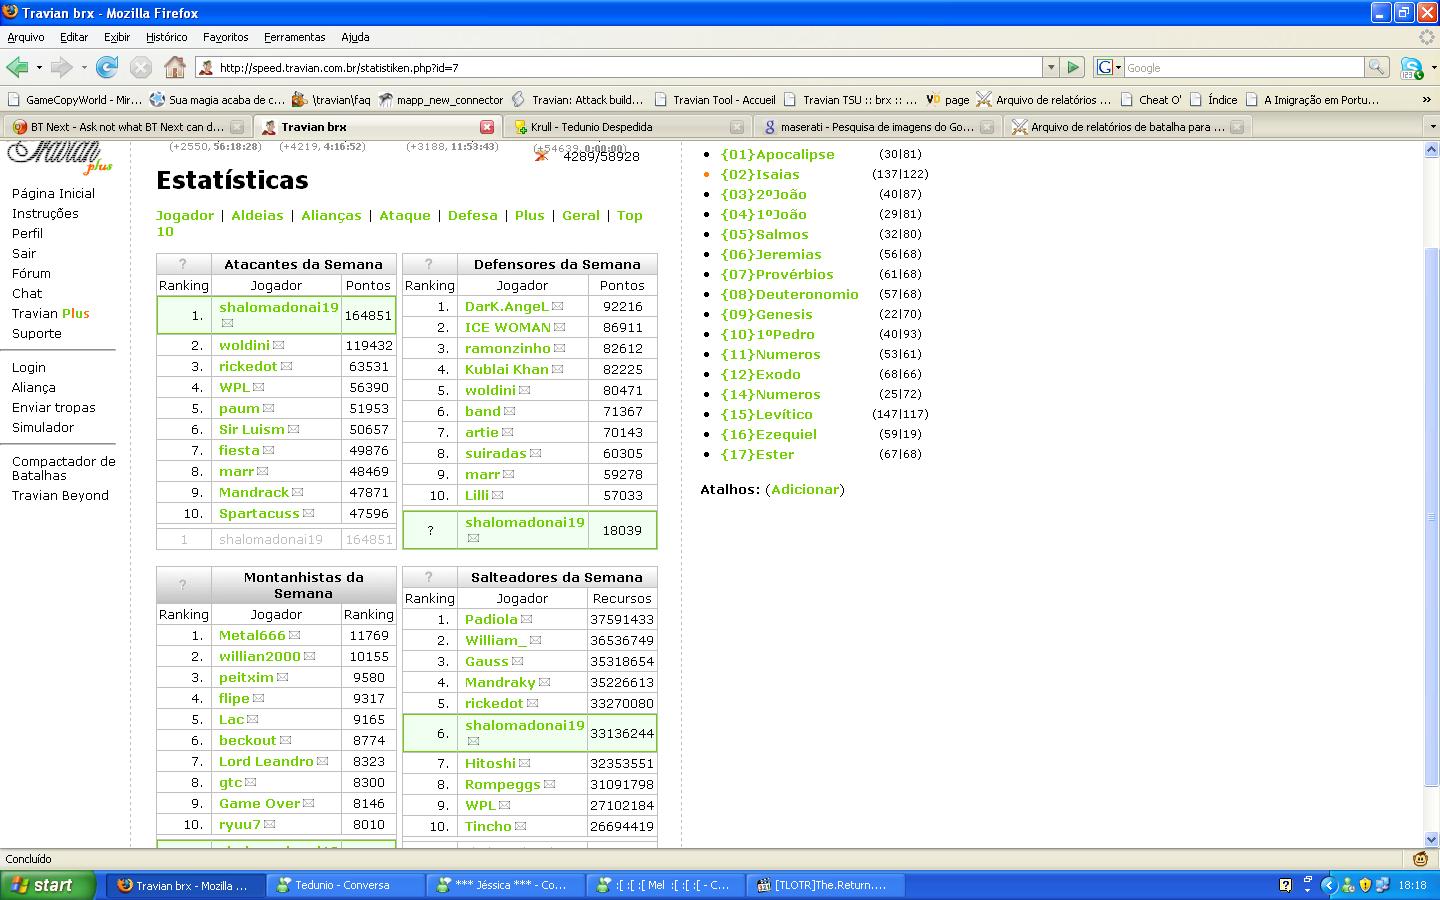 Travian brx - Mozilla Firefox
Arquivo Editar Exibir Histórico Favoritos Ferramentas Ajuda
http://speed.travian.com.br/statistiken.php?id=7
G Google
GameCopyWorld - Mir... Sua magia acaba de c... \travian\faq mapp_new_connector Travian: Attack build... Travian Tool - Accueil Travian TSU :: brx :: ... page Arquivo de relatórios ... Cheat O' Índice A Imigração em Portu... »
BT Next - Ask not what BT Next can d... Travian brx Krull - Tedunio Despedida maserati - Pesquisa de imagens do Go... Arquivo de relatórios de batalha para ...
Travian plus
(+2550, 56:18:28) (+4219, 4:16:52) (+3188, 11:53:43) (+54639, 0:00:00)
4289/58928
Estatísticas
Jogador | Aldeias | Alianças | Ataque | Defesa | Plus | Geral | Top
10
? Atacantes da Semana
Ranking Jogador Pontos
1. shalomadonai19 164851
2. woldini 119432
3. rickedot 63531
4. WPL 56390
5. paum 51953
6. Sir Luism 50657
7. fiesta 49876
8. marr 48469
9. Mandrack 47871
10. Spartacuss 47596
1 shalomadonai19 164851
? Defensores da Semana
Ranking Jogador Pontos
1. DarK.AngeL 92216
2. ICE WOMAN 86911
3. ramonzinho 82612
4. Kublai Khan 82225
5. woldini 80471
6. band 71367
7. artie 70143
8. suiradas 60305
9. marr 59278
10. Lilli 57033
? shalomadonai19 18039
? Montanhistas da
Semana
Ranking Jogador Ranking
1. Metal666 11769
2. willian2000 10155
3. peitxim 9580
4. flipe 9317
5. Lac 9165
6. beckout 8774
7. Lord Leandro 8323
8. gtc 8300
9. Game Over 8146
10. ryuu7 8010
? Salteadores da Semana
Ranking Jogador Recursos
1. Padiola 37591433
2. William_ 36536749
3. Gauss 35318654
4. Mandraky 35226613
5. rickedot 33270080
6. shalomadonai19 33136244
7. Hitoshi 32353551
8. Rompeggs 31091798
9. WPL 27102184
10. Tincho 26694419
Página Inicial
Instruções
Perfil
Sair
Fórum
Chat
Travian Plus
Suporte
Login
Aliança
Enviar tropas
Simulador
Compactador de
Batalhas
Travian Beyond
{01}Apocalipse (30|81)
{02}Isaias (137|122)
{03}2ºJoão (40|87)
{04}1ºJoão (29|81)
{05}Salmos (32|80)
{06}Jeremias (56|68)
{07}Provérbios (61|68)
{08}Deuteronomio (57|68)
{09}Genesis (22|70)
{10}1ºPedro (40|93)
{11}Numeros (53|61)
{12}Exodo (68|66)
{14}Numeros (25|72)
{15}Levítico (147|117)
{16}Ezequiel (59|19)
{17}Ester (67|68)
Atalhos: (Adicionar)
Concluído
start Travian brx - Mozilla ... Tedunio - Conversa *** Jéssica *** - Co... :[ :[ :[ Mel :[ :[ :[ - C... [TLOTR]The.Return.... 18:18